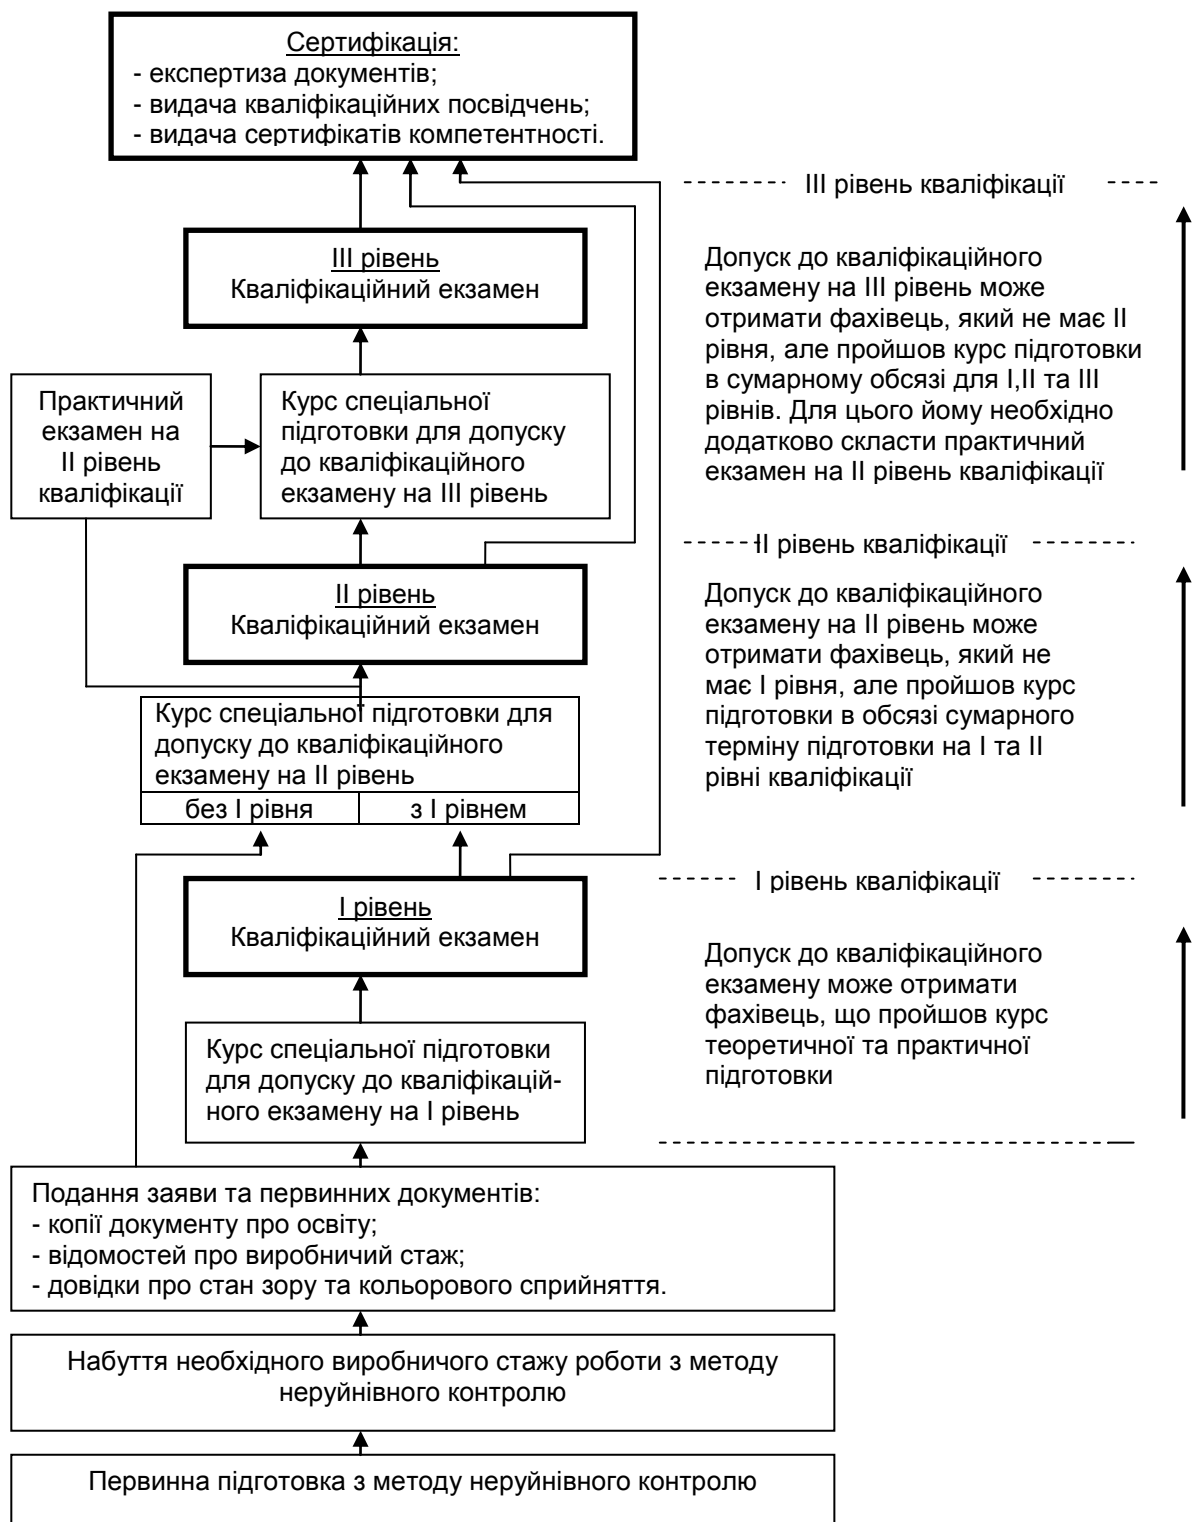 Сертифікація:
- експертиза документів;
- видача кваліфікаційних посвідчень;
- видача сертифікатів компетентності.
III рівень кваліфікації
III рівень
Кваліфікаційний екзамен
Допуск до кваліфікаційного
екзамену на III рівень може
отримати фахівець, який не має II
рівня, але пройшов курс підготовки
в сумарному обсязі для I,II та III
рівнів. Для цього йому необхідно
додатково скласти практичний
екзамен на II рівень кваліфікації
Практичний
екзамен на
II рівень
кваліфікації
Курс спеціальної
підготовки для допуску
до кваліфікаційного
екзамену на III рівень
II рівень кваліфікації
II рівень
Кваліфікаційний екзамен
Допуск до кваліфікаційного
екзамену на II рівень може
отримати фахівець, який не
має I рівня, але пройшов курс
підготовки в обсязі сумарного
терміну підготовки на I та II
рівні кваліфікації
Курс спеціальної підготовки для
допуску до кваліфікаційного
екзамену на II рівень
без I рівня
з I рівнем
I рівень кваліфікації
I рівень
Кваліфікаційний екзамен
Допуск до кваліфікаційного
екзамену може отримати
фахівець, що пройшов курс
теоретичної та практичної
підготовки
Курс спеціальної підготовки
для допуску до кваліфікацій-
ного екзамену на I рівень
Подання заяви та первинних документів:
- копії документу про освіту;
- відомостей про виробничий стаж;
- довідки про стан зору та кольорового сприйняття.
Набуття необхідного виробничого стажу роботи з методу
неруйнівного контролю
Первинна підготовка з методу неруйнівного контролю